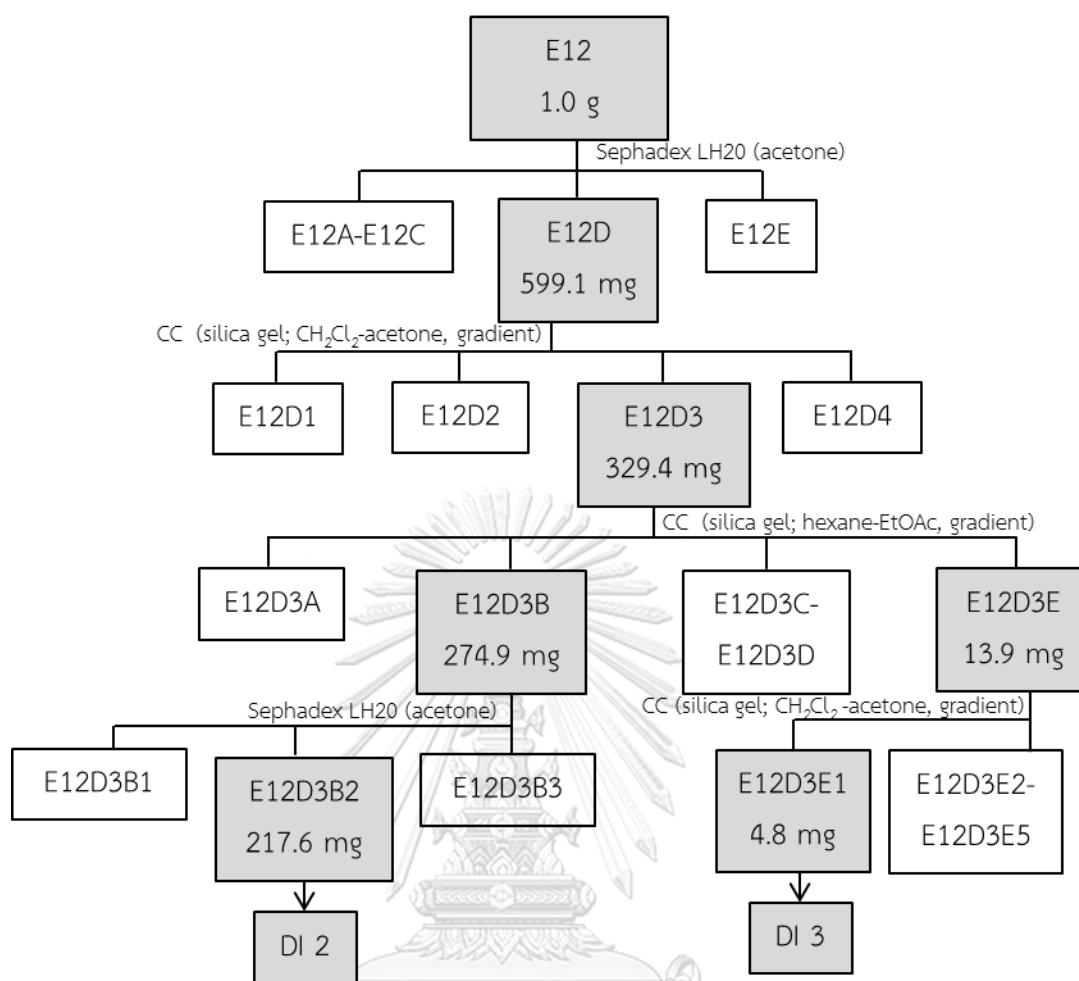 E12
1.0 g
Sephadex LH20 (acetone)
E12A-E12C
E12D
599.1 mg
E12E
CC (silica gel; CH₂Cl₂-acetone, gradient)
E12D1
E12D2
E12D3
329.4 mg
E12D4
CC (silica gel; hexane-EtOAc, gradient)
E12D3A
E12D3B
274.9 mg
E12D3C-
E12D3D
E12D3E
13.9 mg
Sephadex LH20 (acetone)
CC (silica gel; CH₂Cl₂ -acetone, gradient)
E12D3B1
E12D3B2
217.6 mg
E12D3B3
E12D3E1
4.8 mg
E12D3E2-
E12D3E5
DI 2
DI 3